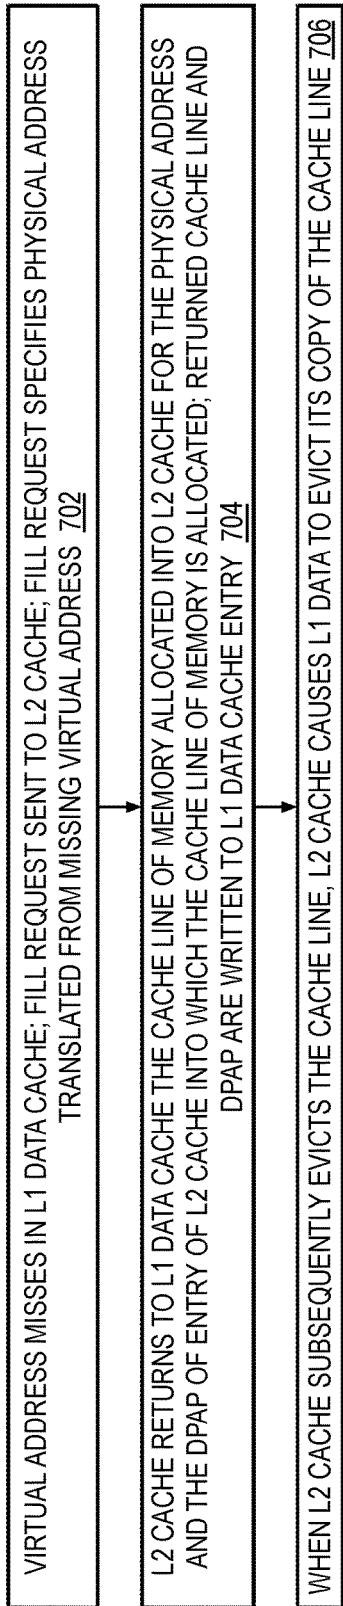 VIRTUAL ADDRESS MISSES IN L1 DATA CACHE; FILL REQUEST SENT TO L2 CACHE; FILL REQUEST SPECIFIES PHYSICAL ADDRESS
TRANSLATED FROM MISSING VIRTUAL ADDRESS 702
L2 CACHE RETURNS TO L1 DATA CACHE THE CACHE LINE OF MEMORY ALLOCATED INTO L2 CACHE FOR THE PHYSICAL ADDRESS
AND THE DPAP OF ENTRY OF L2 CACHE INTO WHICH THE CACHE LINE OF MEMORY IS ALLOCATED; RETURNED CACHE LINE AND
DPAP ARE WRITTEN TO L1 DATA CACHE ENTRY 704
WHEN L2 CACHE SUBSEQUENTLY EVICTS THE CACHE LINE, L2 CACHE CAUSES L1 DATA TO EVICT ITS COPY OF THE CACHE LINE 706